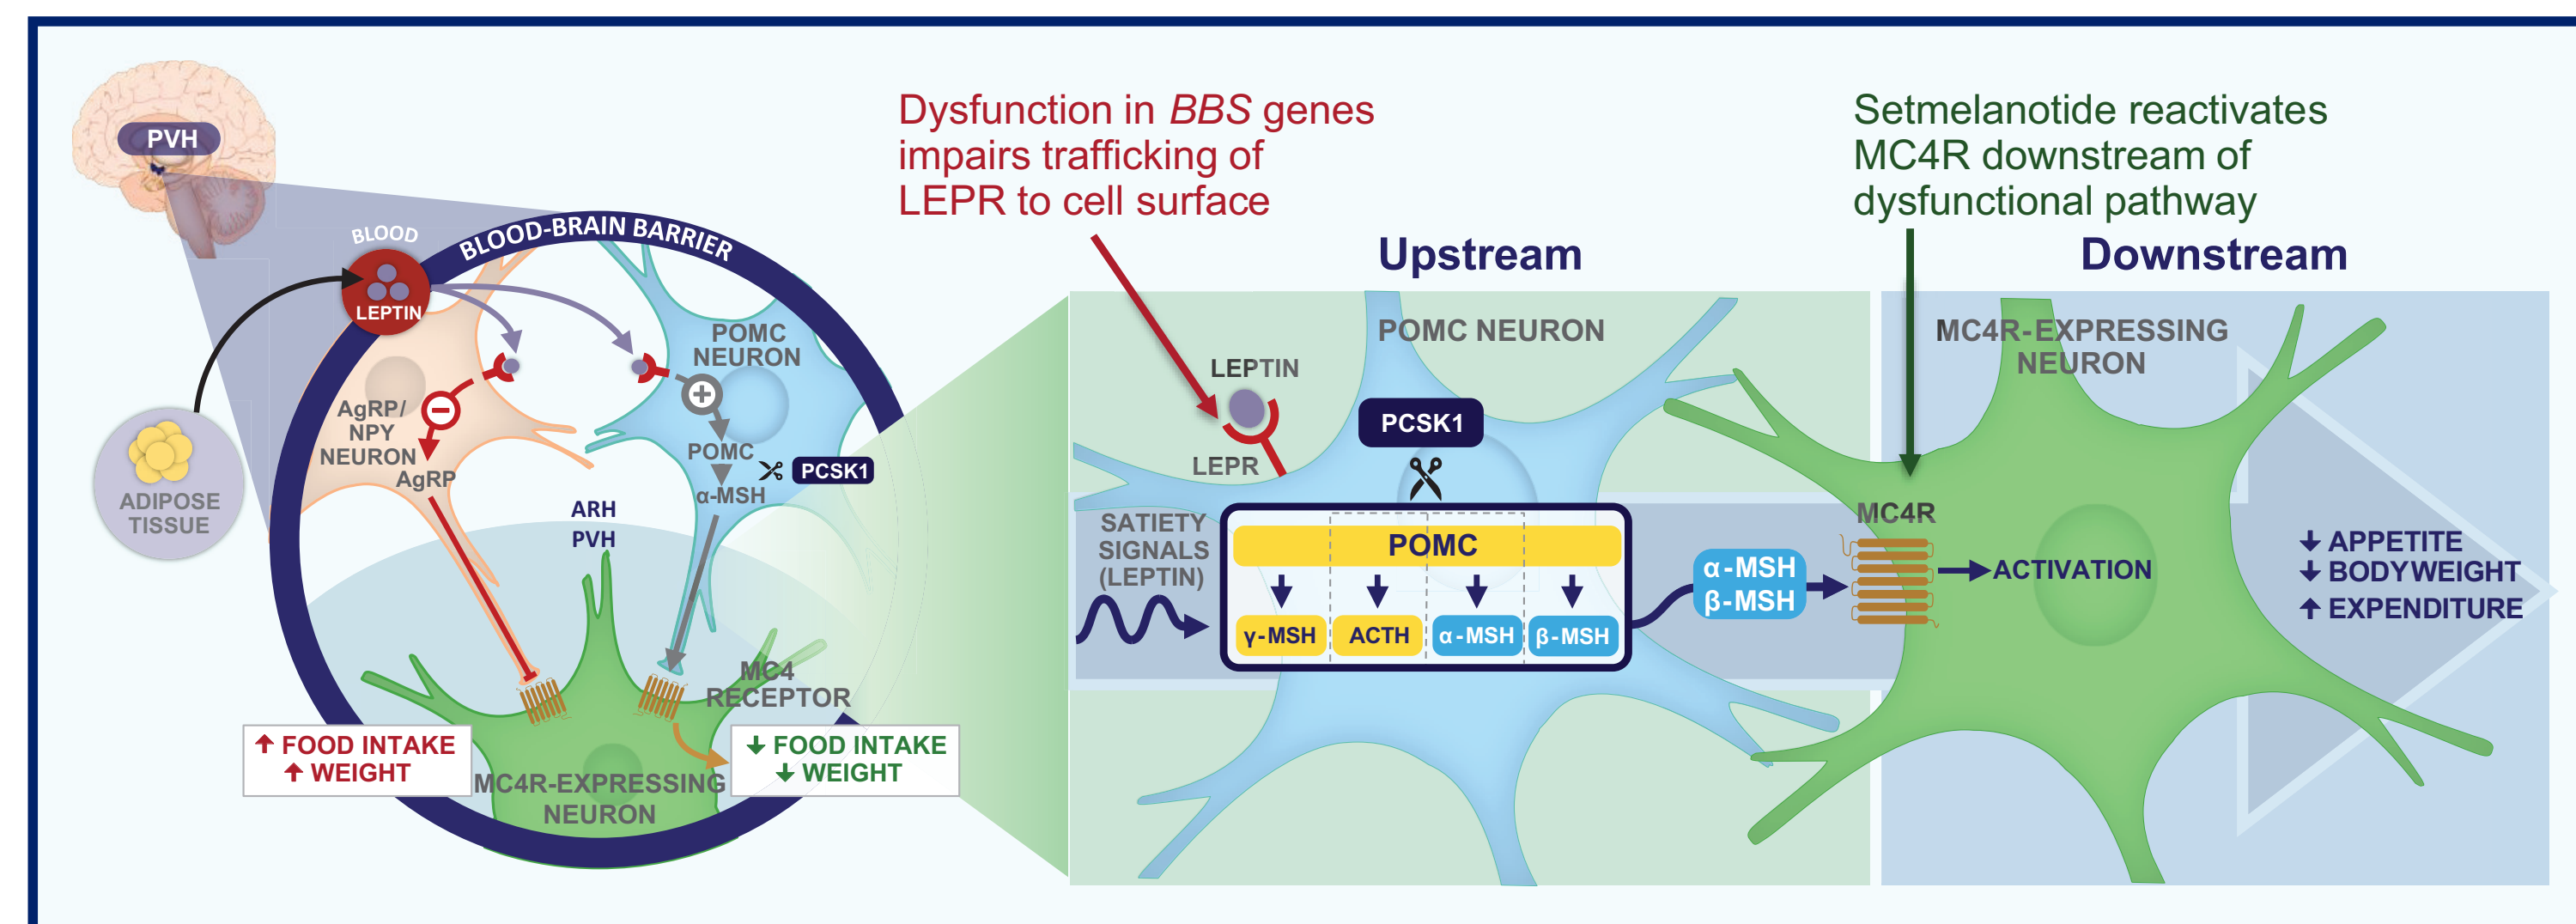 Dysfunction in BBS genes
impairs trafficking of
LEPR to cell surface
Setmelanotide reactivates
MC4R downstream of
dysfunctional pathway
PVH
BLOOD
LEPTIN
BLOOD-BRAIN BARRIER
ADIPOSE
TISSUE
AgRP/
NPY
NEURON
AgRP
POMC
NEURON
POMC
PCSK1
α-MSH
ARH
PVH
MC4
RECEPTOR
↑ FOOD INTAKE
↑ WEIGHT
↓ FOOD INTAKE
↓ WEIGHT
MC4R-EXPRESSING
NEURON
Upstream
POMC NEURON
LEPTIN
LEPR
PCSK1
SATIETY
SIGNALS
(LEPTIN)
POMC
γ-MSH ACTH α-MSH β-MSH
α-MSH
β-MSH
Downstream
MC4R-EXPRESSING
NEURON
MC4R
ACTIVATION
↓ APPETITE
↓ BODYWEIGHT
↑ EXPENDITURE